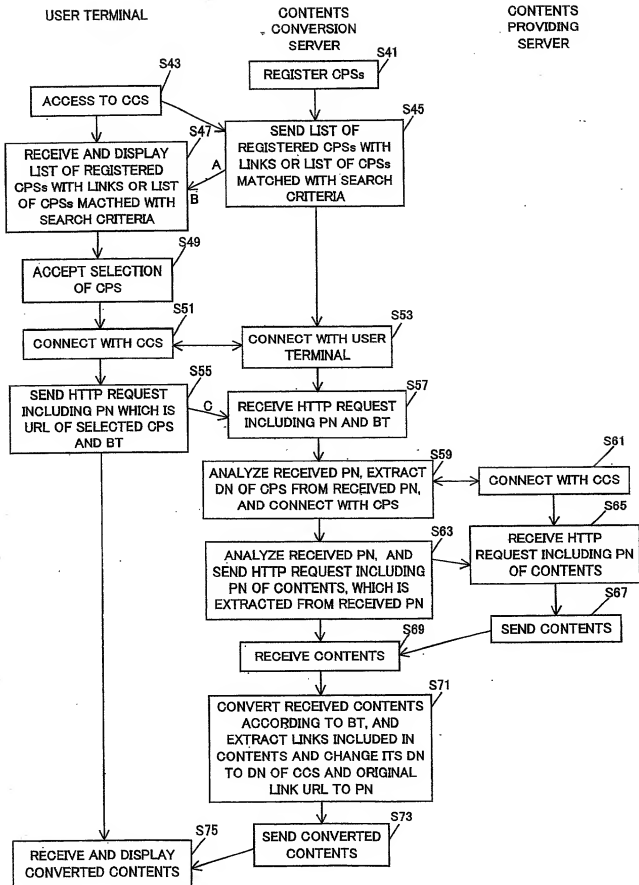 USER TERMINAL
CONTENTS
CONVERSION
SERVER
CONTENTS
PROVIDING
SERVER
S41
REGISTER CPSs
S43
ACCESS TO CCS
S45
SEND LIST OF
REGISTERED CPSs WITH
LINKS OR LIST OF CPSs
MATCHED WITH SEARCH
CRITERIA
S47
RECEIVE AND DISPLAY
LIST OF REGISTERED
CPSs WITH LINKS OR LIST
OF CPSs MACTHED WITH
SEARCH CRITERIA
A
B
S49
ACCEPT SELECTION
OF CPS
S51
CONNECT WITH CCS
S53
CONNECT WITH USER
TERMINAL
S55
SEND HTTP REQUEST
INCLUDING PN WHICH IS
URL OF SELECTED CPS
AND BT
C
S57
RECEIVE HTTP REQUEST
INCLUDING PN AND BT
S59
ANALYZE RECEIVED PN, EXTRACT
DN OF CPS FROM RECEIVED PN,
AND CONNECT WITH CPS
S61
CONNECT WITH CCS
S63
ANALYZE RECEIVED PN, AND
SEND HTTP REQUEST INCLUDING
PN OF CONTENTS, WHICH IS
EXTRACTED FROM RECEIVED PN
S65
RECEIVE HTTP
REQUEST INCLUDING PN
OF CONTENTS
S67
SEND CONTENTS
S69
RECEIVE CONTENTS
S71
CONVERT RECEIVED CONTENTS
ACCORDING TO BT, AND
EXTRACT LINKS INCLUDED IN
CONTENTS AND CHANGE ITS DN
TO DN OF CCS AND ORIGINAL
LINK URL TO PN
S73
SEND CONVERTED
CONTENTS
S75
RECEIVE AND DISPLAY
CONVERTED CONTENTS